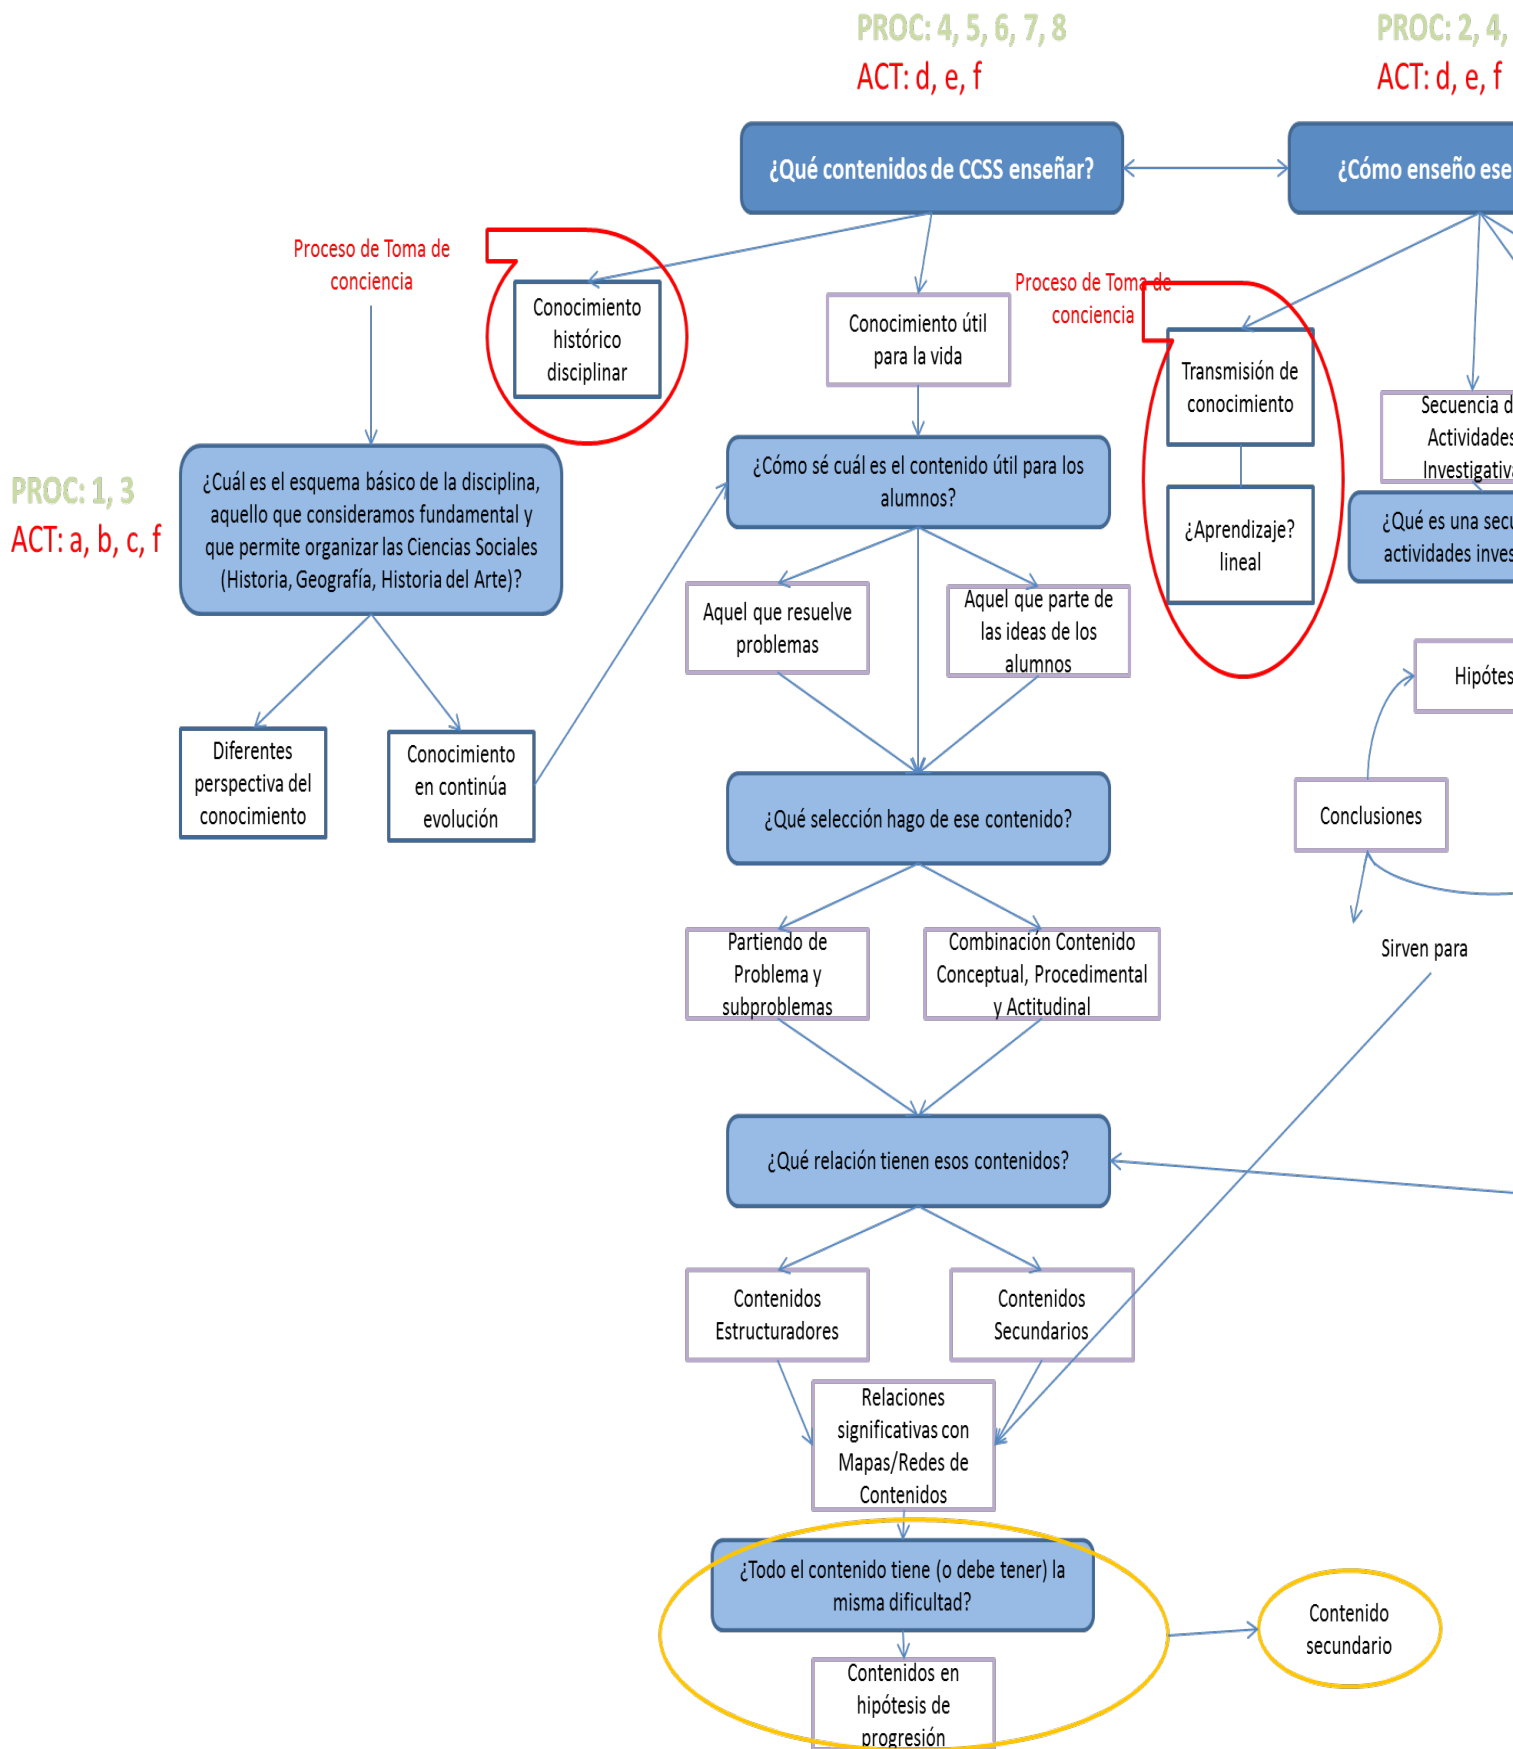 PROC: 4, 5, 6, 7, 8
ACT: d, e, f
PROC: 2, 4,
ACT: d, e, f
¿Qué contenidos de CCSS enseñar?
¿Cómo enseño ese
Proceso de Toma de
conciencia
Conocimiento
histórico
disciplinar
Conocimiento útil
para la vida
Proceso de Toma de
conciencia
Transmisión de
conocimiento
Secuencia d
Actividades
Investigativa
PROC: 1, 3
ACT: a, b, c, f
¿Cuál es el esquema básico de la disciplina,
aquello que consideramos fundamental y
que permite organizar las Ciencias Sociales
(Historia, Geografía, Historia del Arte)?
¿Cómo sé cuál es el contenido útil para los
alumnos?
¿Aprendizaje?
lineal
¿Qué es una secu
actividades inves
Aquel que resuelve
problemas
Aquel que parte de
las ideas de los
alumnos
Hipótes
Diferentes
perspectiva del
conocimiento
Conocimiento
en continúa
evolución
¿Qué selección hago de ese contenido?
Conclusiones
Partiendo de
Problema y
subproblemas
Combinación Contenido
Conceptual, Procedimental
y Actitudinal
Sirven para
¿Qué relación tienen esos contenidos?
Contenidos
Estructuradores
Contenidos
Secundarios
Relaciones
significativas con
Mapas/Redes de
Contenidos
¿Todo el contenido tiene (o debe tener) la
misma dificultad?
Contenido
secundario
Contenidos en
hipótesis de
progresión